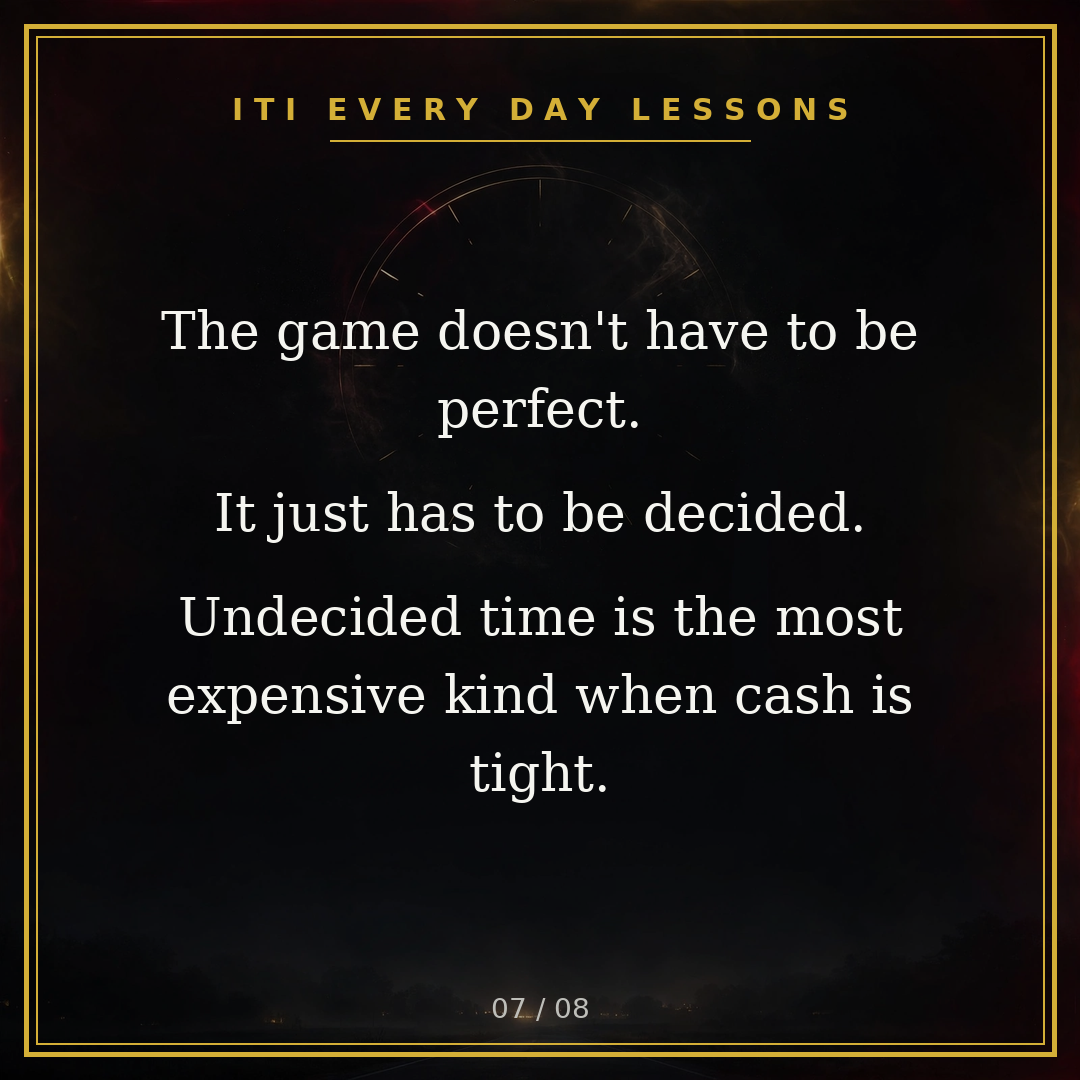 ITI EVERY DAY LESSONS
The game doesn't have to be
perfect.
It just has to be decided.
Undecided time is the most
expensive kind when cash is
tight.
07 / 08